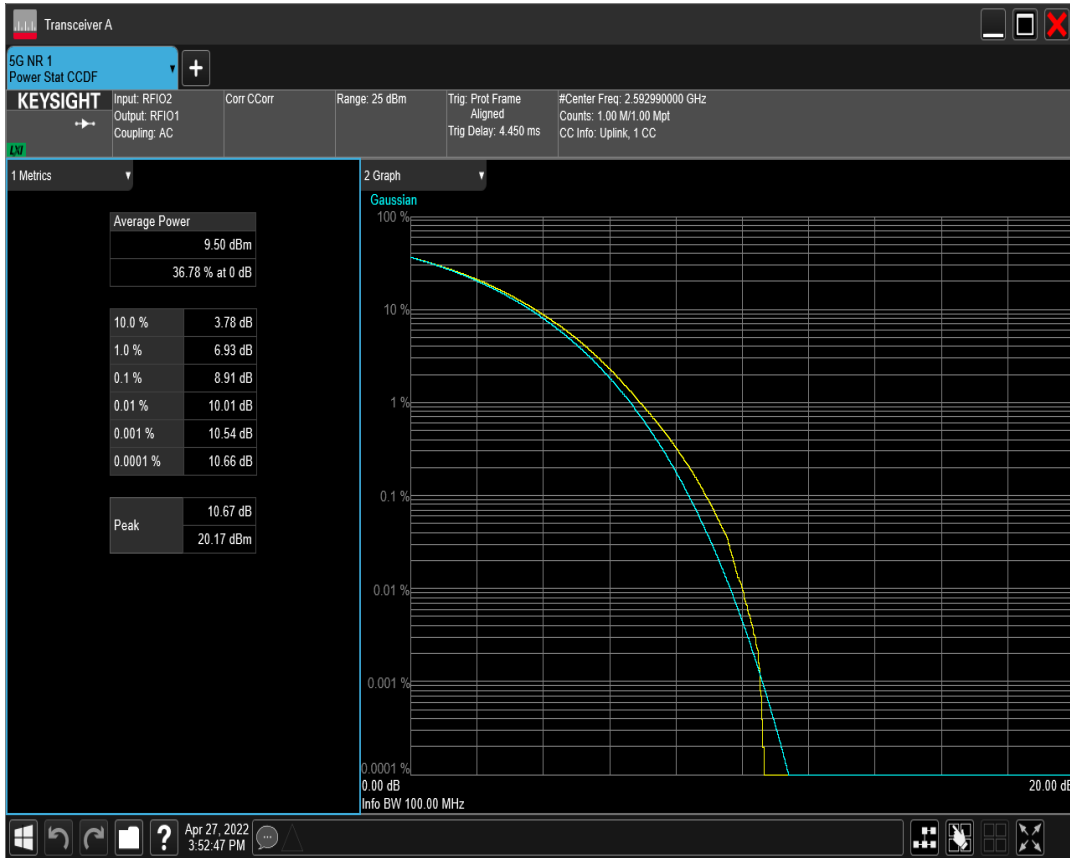 Transceiver A
5G NR 1
Power Stat CCDF
KEYSIGHT
LXI
Input: RFIO2
Output: RFIO1
Coupling: AC
Corr CCorr
Range: 25 dBm
Trig: Prot Frame
Aligned
Trig Delay: 4.450 ms
#Center Freq: 2.592990000 GHz
Counts: 1.00 M/1.00 Mpt
CC Info: Uplink, 1 CC
1 Metrics
Average Power
9.50 dBm
36.78 % at 0 dB
10.0 % 3.78 dB
1.0 % 6.93 dB
0.1 % 8.91 dB
0.01 % 10.01 dB
0.001 % 10.54 dB
0.0001 % 10.66 dB
Peak
10.67 dB
20.17 dBm
2 Graph
Gaussian
100 %
10 %
1 %
0.1 %
0.01 %
0.001 %
0.0001 %
0.00 dB 20.00 dB
Info BW 100.00 MHz
Apr 27, 2022
3:52:47 PM